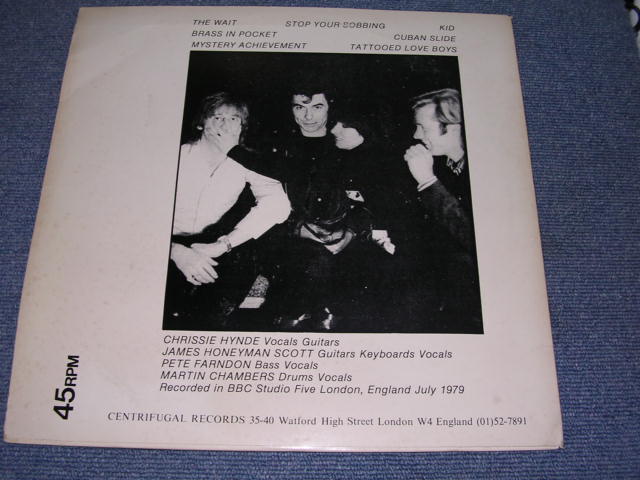 THE WAIT STOP YOUR SOBBING KID
BRASS IN POCKET CUBAN SLIDE
MYSTERY ACHIEVEMENT TATTOOED LOVE BOYS
CHRISSIE HYNDE Vocals Guitars
JAMES HONEYMAN SCOTT Guitars Keyboards Vocals
PETE FARNDON Bass Vocals
MARTIN CHAMBERS Drums Vocals
Recorded in BBC Studio Five London, England July 1979
45RPM
CENTRIFUGAL RECORDS 35-40 Watford High Street London W4 England (01)52-7891